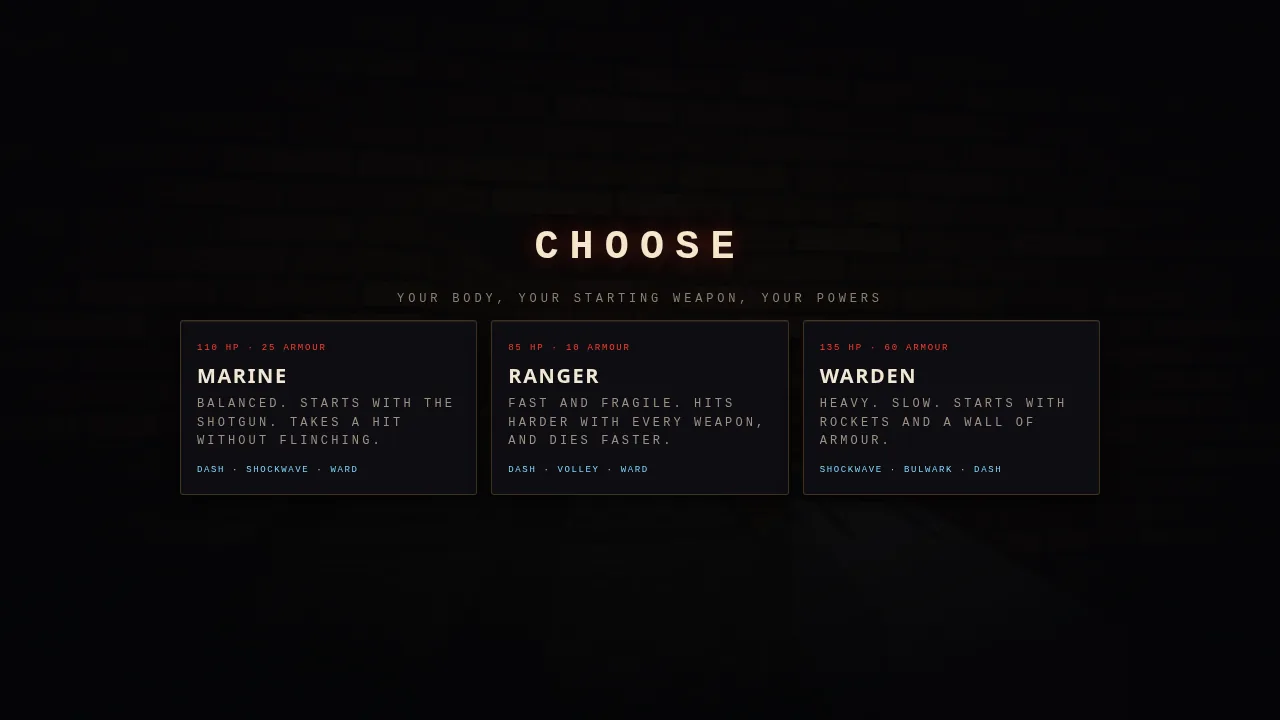 CHOOSE
YOUR BODY, YOUR STARTING WEAPON, YOUR POWERS
110 HP · 25 ARMOUR
MARINE
BALANCED. STARTS WITH THE
SHOTGUN. TAKES A HIT
WITHOUT FLINCHING.
DASH · SHOCKWAVE · WARD
85 HP · 10 ARMOUR
RANGER
FAST AND FRAGILE. HITS
HARDER WITH EVERY WEAPON,
AND DIES FASTER.
DASH · VOLLEY · WARD
135 HP · 60 ARMOUR
WARDEN
HEAVY. SLOW. STARTS WITH
ROCKETS AND A WALL OF
ARMOUR.
SHOCKWAVE · BULWARK · DASH